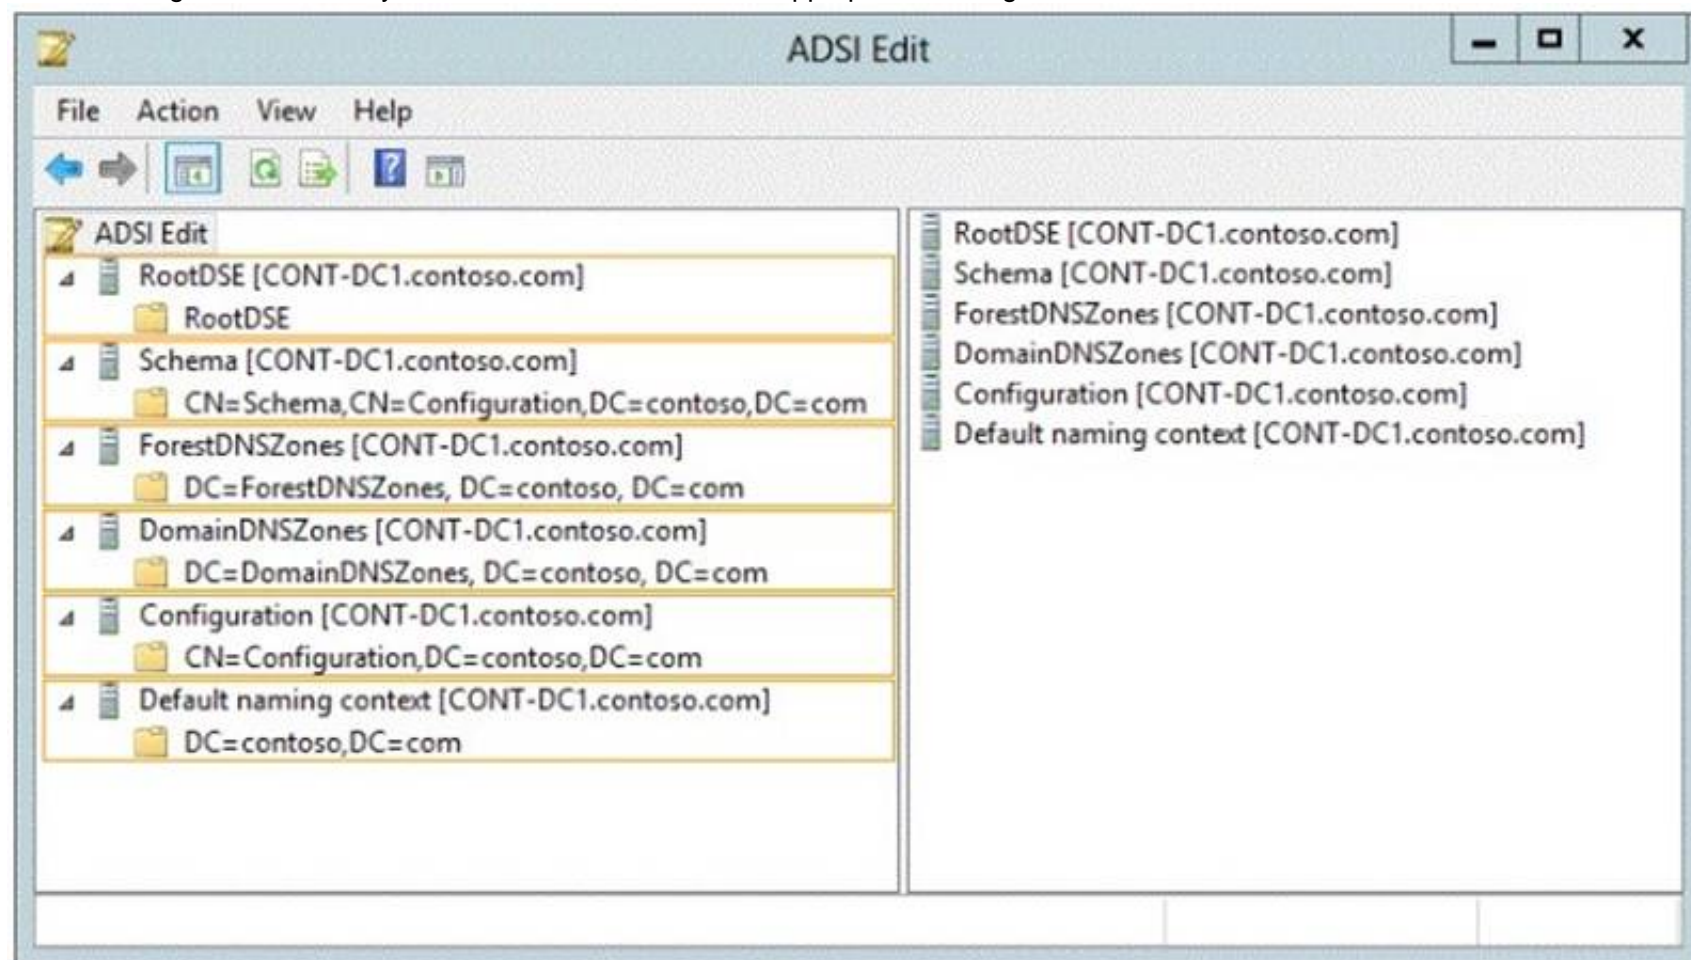 ADSI Edit
File Action View Help
ADSI Edit
RootDSE [CONT-DC1.contoso.com]
RootDSE
Schema [CONT-DC1.contoso.com]
CN=Schema,CN=Configuration,DC=contoso,DC=com
ForestDNSZones [CONT-DC1.contoso.com]
DC=ForestDNSZones, DC=contoso, DC=com
DomainDNSZones [CONT-DC1.contoso.com]
DC=DomainDNSZones, DC=contoso, DC=com
Configuration [CONT-DC1.contoso.com]
CN=Configuration,DC=contoso,DC=com
Default naming context [CONT-DC1.contoso.com]
DC=contoso,DC=com
RootDSE [CONT-DC1.contoso.com]
Schema [CONT-DC1.contoso.com]
ForestDNSZones [CONT-DC1.contoso.com]
DomainDNSZones [CONT-DC1.contoso.com]
Configuration [CONT-DC1.contoso.com]
Default naming context [CONT-DC1.contoso.com]